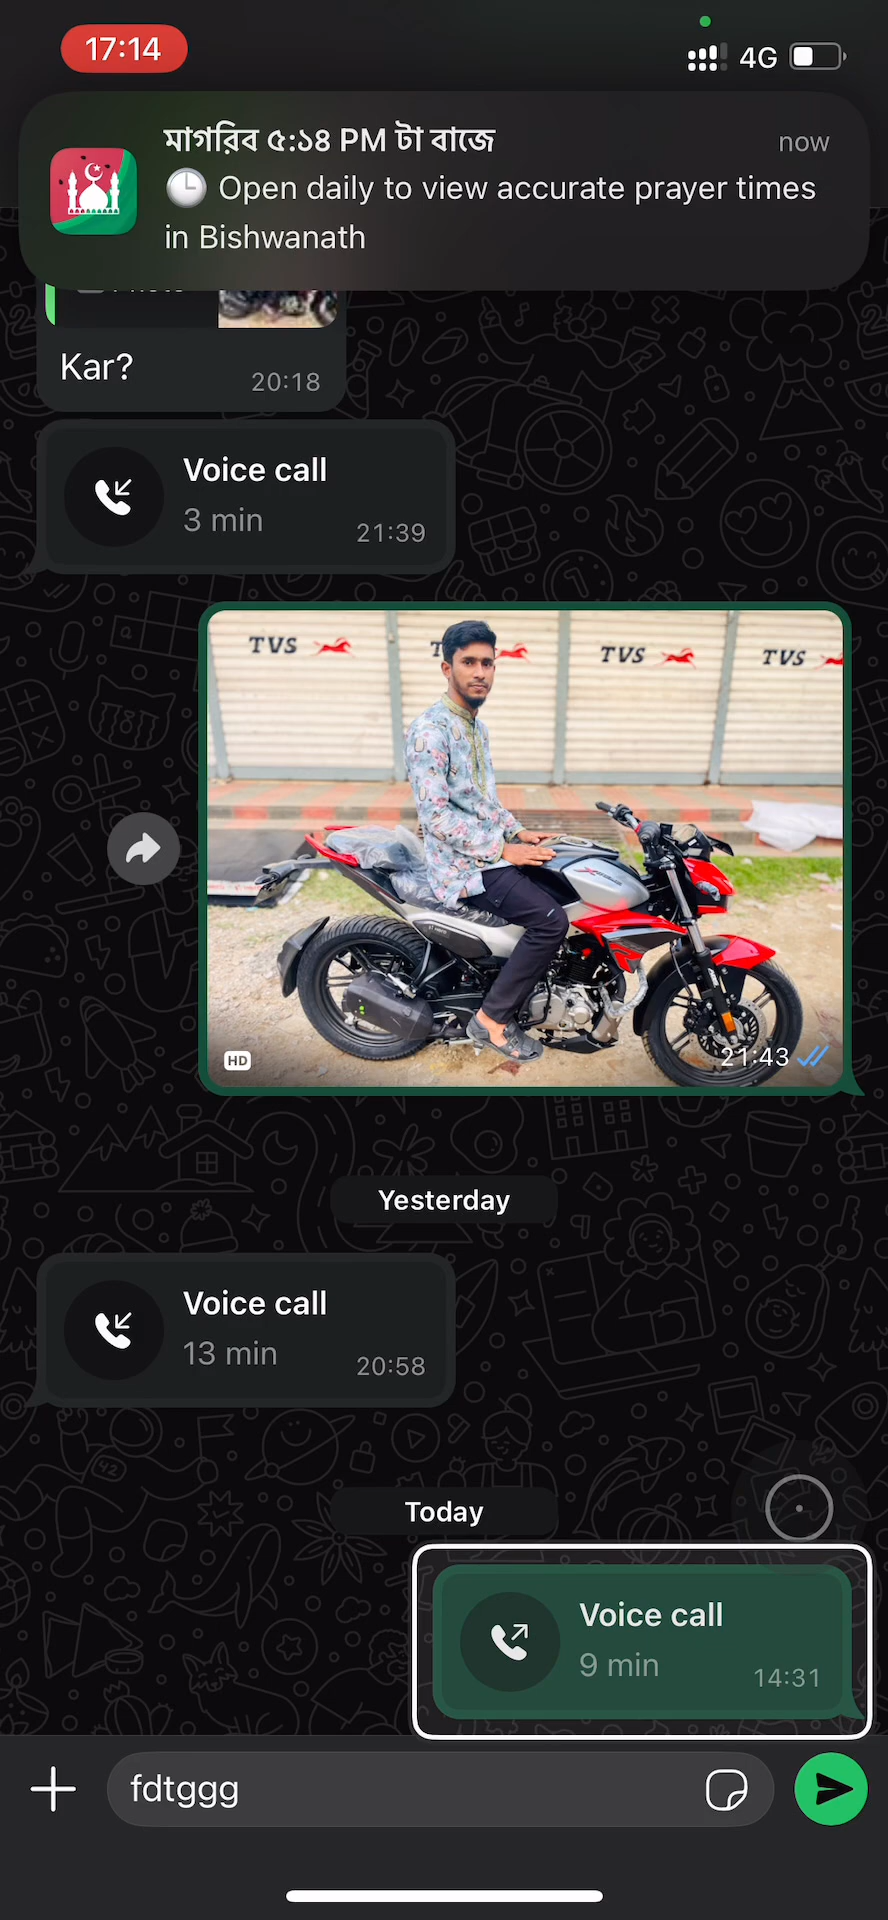 17:14
4G
মাগরিব ৫:১৪ PM টা বাজে
now
Open daily to view accurate prayer times
in Bishwanath
Kar?
20:18
Voice call
3 min
21:39
TVS
TVS
TVS
HD
21:43
Yesterday
Voice call
13 min
20:58
Today
Voice call
9 min
14:31
fdtggg